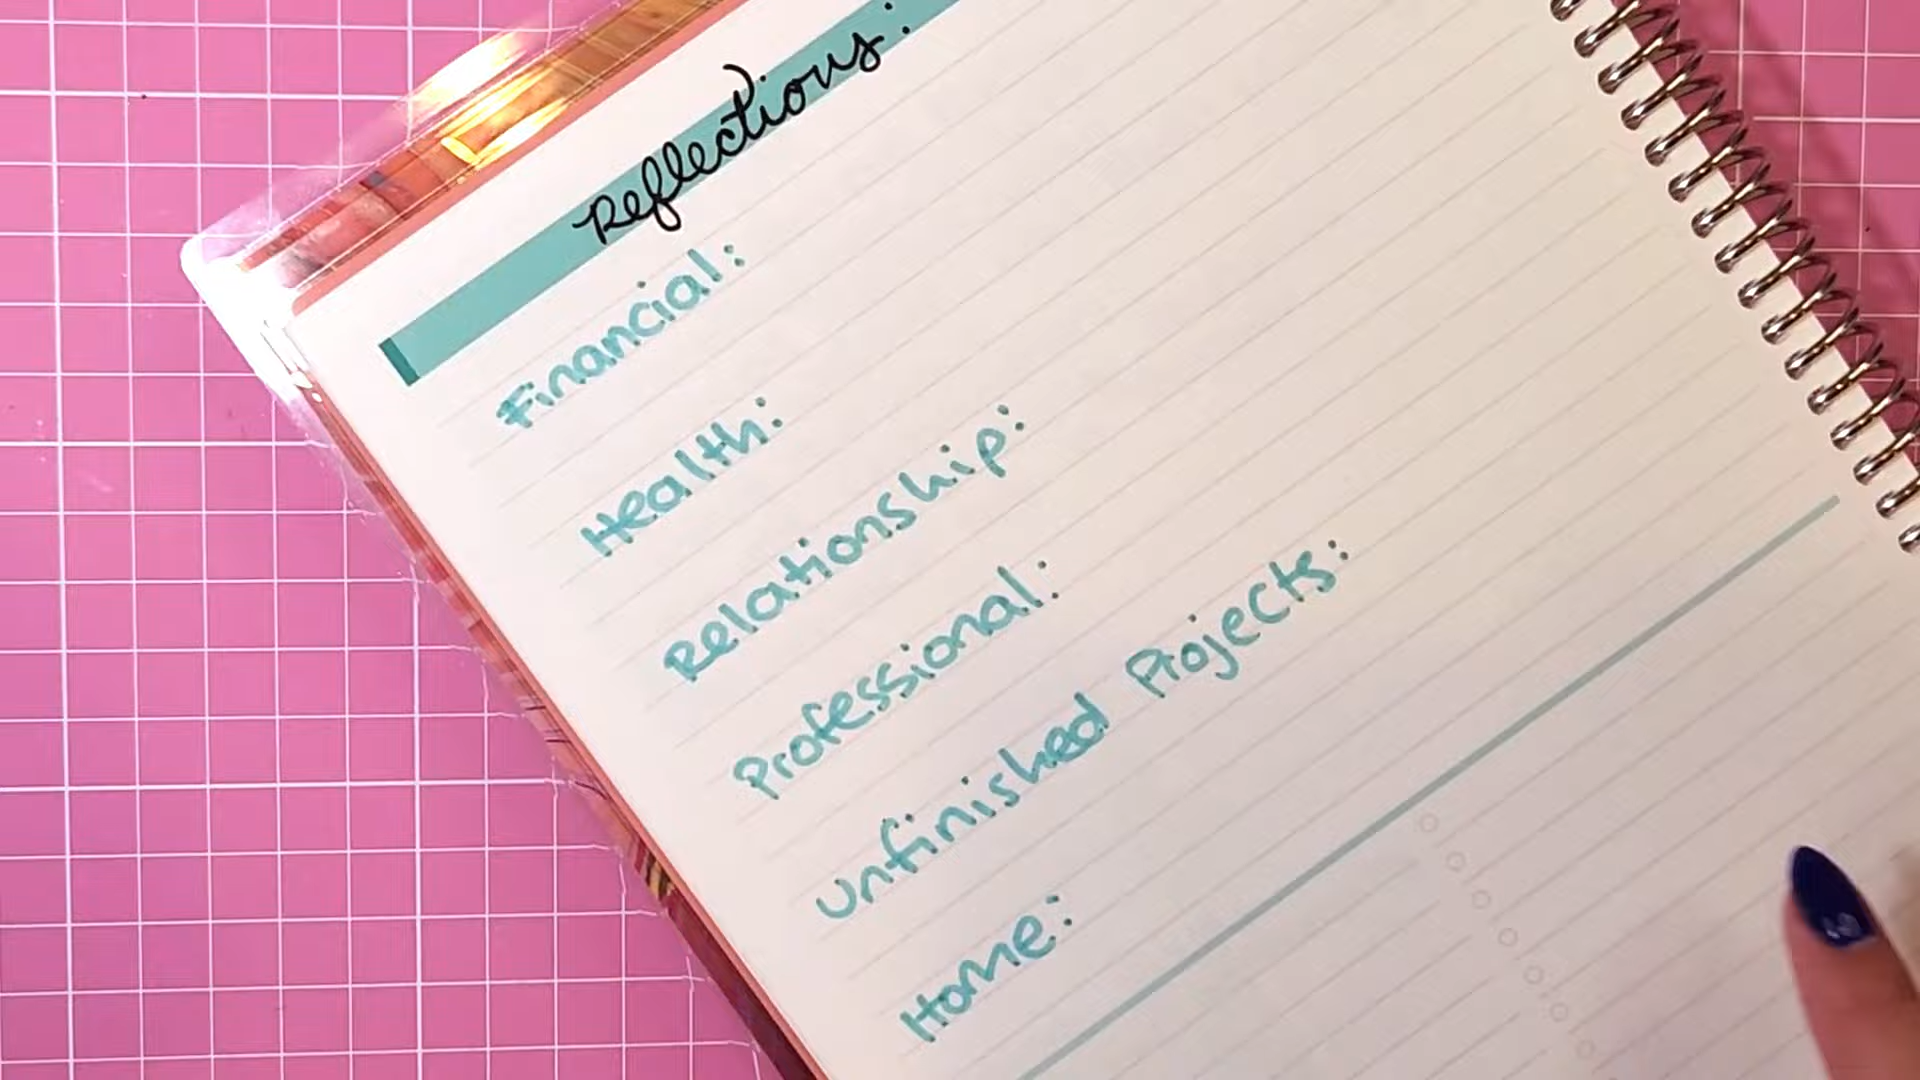 Reflections:
Financial:
Health:
Relationship:
Professional:
Unfinished Projects:
Home: